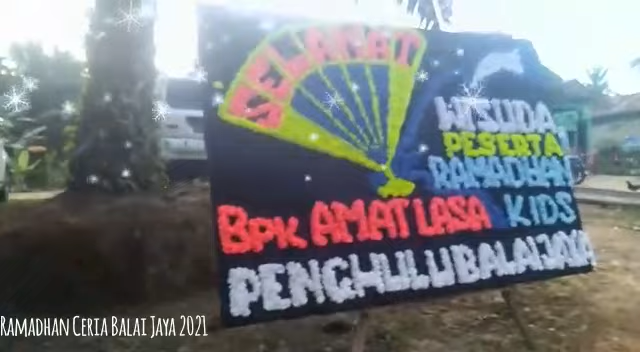 SELAMAT
WISUDA
PESERTA
RAMADHAN
KIDS
BPK AMAT LASA
PENGHULU BALAI JAYA
RAMADHAN CERIA BALAI JAYA 2021